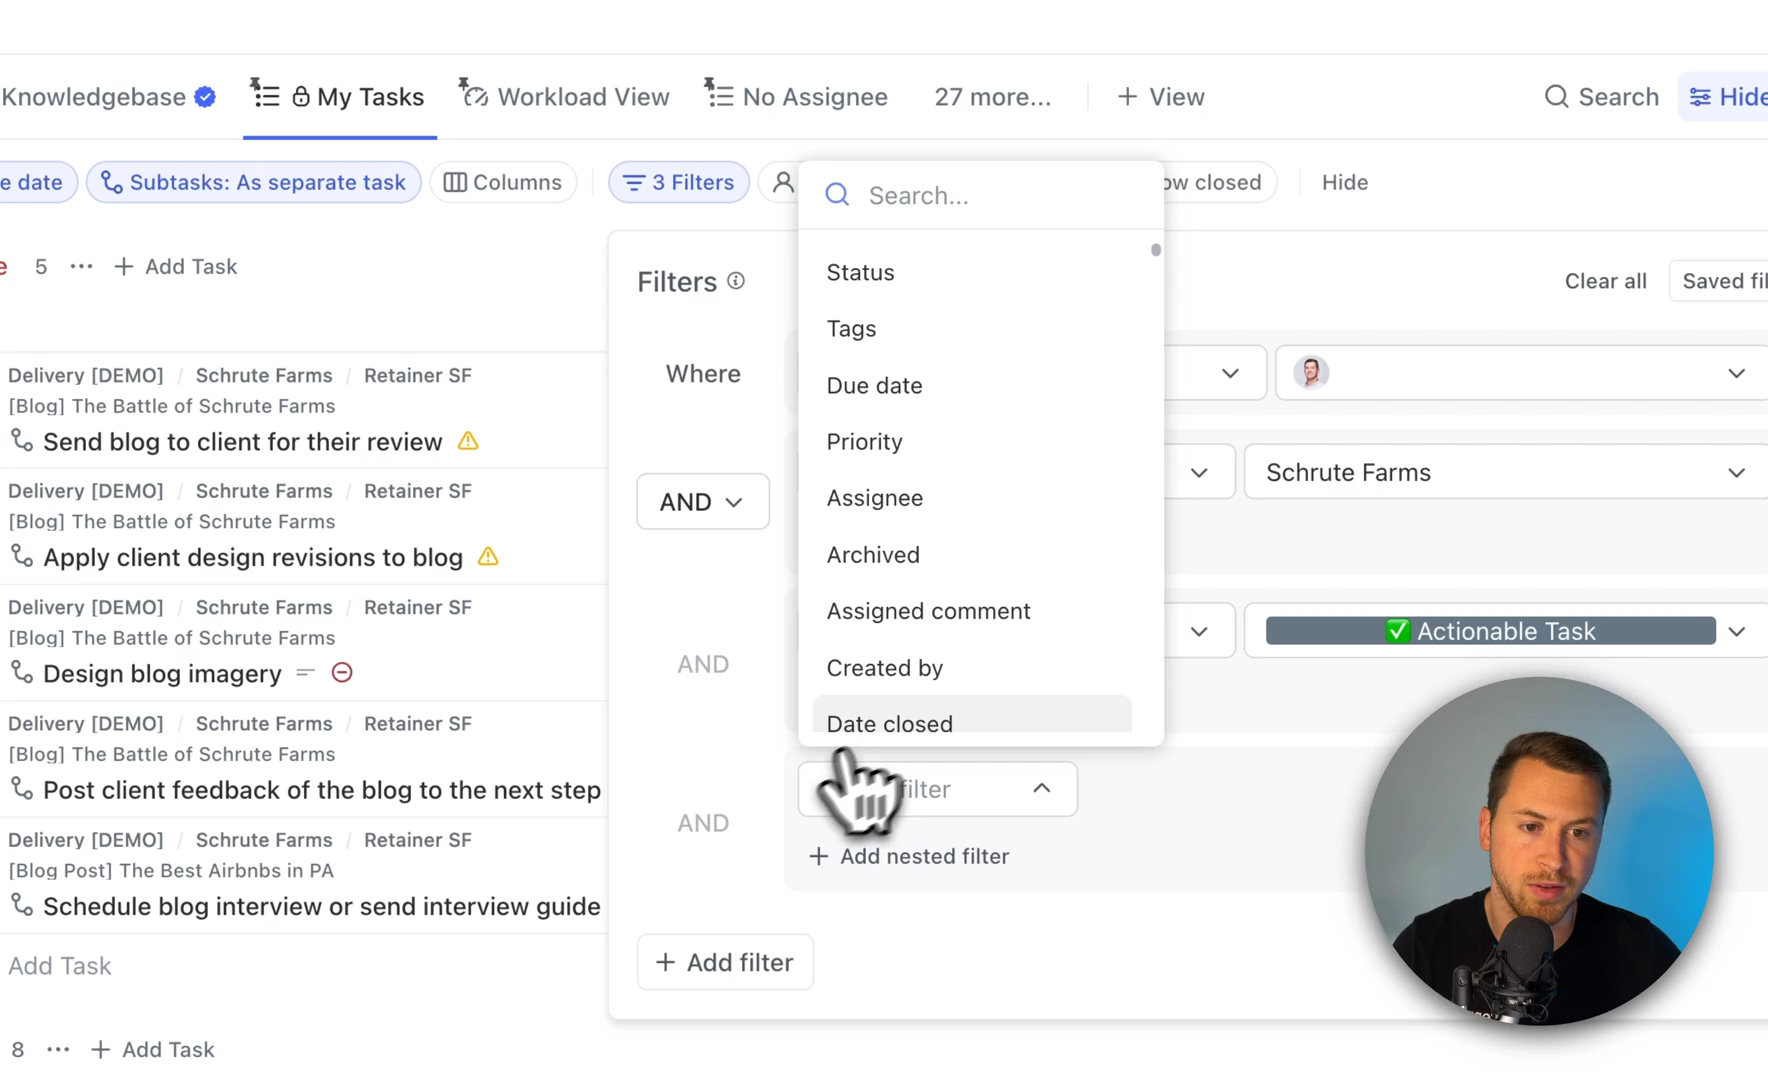 Knowledgebase
My Tasks
Workload View
No Assignee
27 more...
+ View
Search
Hide
e date
Subtasks: As separate task
Columns
3 Filters
ow closed
Hide
Search...
e 5 ... + Add Task
Filters
Clear all
Saved fil
Status
Tags
Due date
Priority
Assignee
Archived
Assigned comment
Created by
Date closed
Where
AND
Schrute Farms
AND
✅ Actionable Task
AND
filter
+ Add nested filter
+ Add filter
Delivery [DEMO] / Schrute Farms / Retainer SF
[Blog] The Battle of Schrute Farms
Send blog to client for their review
Delivery [DEMO] / Schrute Farms / Retainer SF
[Blog] The Battle of Schrute Farms
Apply client design revisions to blog
Delivery [DEMO] / Schrute Farms / Retainer SF
[Blog] The Battle of Schrute Farms
Design blog imagery
Delivery [DEMO] / Schrute Farms / Retainer SF
[Blog] The Battle of Schrute Farms
Post client feedback of the blog to the next step
Delivery [DEMO] / Schrute Farms / Retainer SF
[Blog Post] The Best Airbnbs in PA
Schedule blog interview or send interview guide
Add Task
8 ... + Add Task